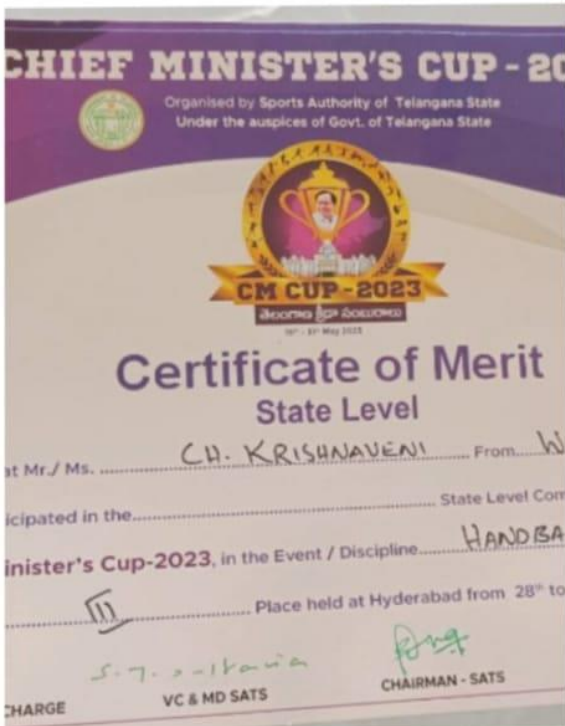 CHIEF MINISTER'S CUP - 20
Organised by Sports Authority of Telangana State
Under the auspices of Govt. of Telangana State
CM CUP - 2023
తెలంగాణ క్రీడా సంబురాలు
May 2023
Certificate of Merit
State Level
at Mr./ Ms. CH. KRISHNAVENI From W
icipated in the State Level Com
inister's Cup-2023, in the Event / Discipline HANDBA
III Place held at Hyderabad from 28th to
CHARGE VC & MD SATS CHAIRMAN - SATS